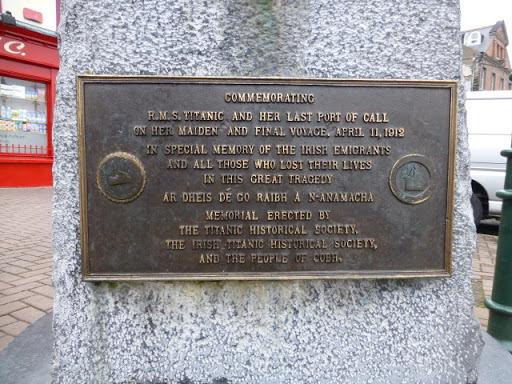 C.
COMMEMORATING
R.M.S. TITANIC AND HER LAST PORT OF CALL
ON HER MAIDEN AND FINAL VOYAGE, APRIL 11, 1912
IN SPECIAL MEMORY OF THE IRISH EMIGRANTS
AND ALL THOSE WHO LOST THEIR LIVES
IN THIS GREAT TRAGEDY
AR DHEIS DÉ GO RAIBH A N-ANAMACHA
MEMORIAL ERECTED BY
THE TITANIC HISTORICAL SOCIETY,
THE IRISH TITANIC HISTORICAL SOCIETY,
AND THE PEOPLE OF COBH.